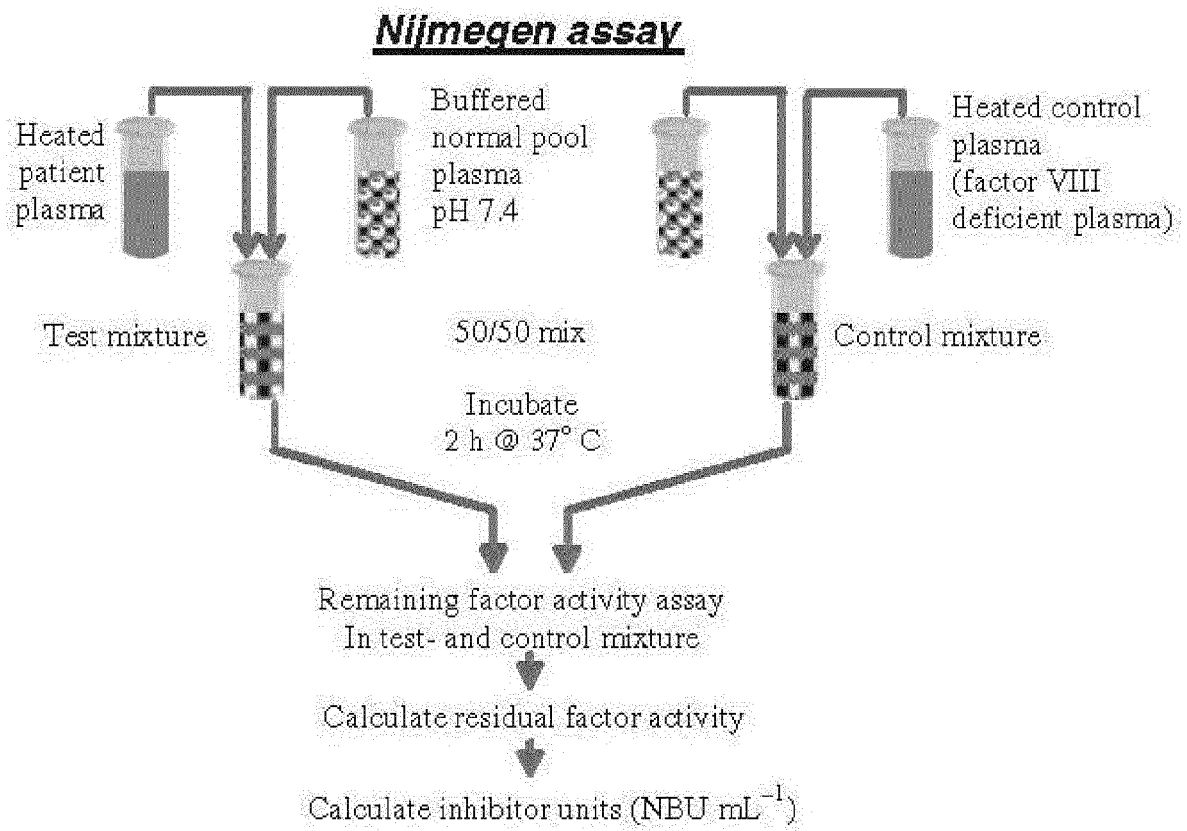 Nijmegen assay
Heated
patient
plasma
Buffered
normal pool
plasma
pH 7.4
Heated control
plasma
(factor VIII
deficient plasma)
Test mixture
50/50 mix
Control mixture
Incubate
2 h @ 37° C
Remaining factor activity assay
In test- and control mixture
Calculate residual factor activity
Calculate inhibitor units (NBU mL⁻¹)